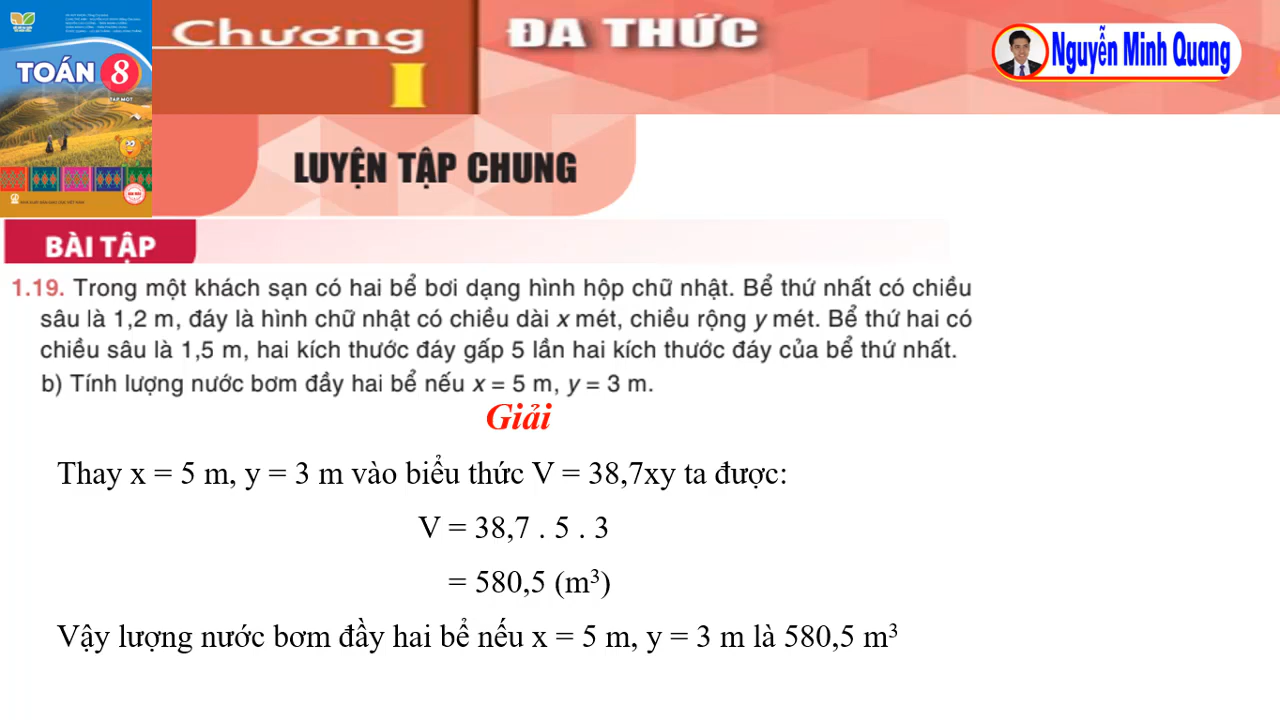 Chương
I
ĐA THỨC
Nguyễn Minh Quang
TOÁN 8
TẬP MỘT
LUYỆN TẬP CHUNG
BÀI TẬP
1.19. Trong một khách sạn có hai bể bơi dạng hình hộp chữ nhật. Bể thứ nhất có chiều
sâu là 1,2 m, đáy là hình chữ nhật có chiều dài x mét, chiều rộng y mét. Bể thứ hai có
chiều sâu là 1,5 m, hai kích thước đáy gấp 5 lần hai kích thước đáy của bể thứ nhất.
b) Tính lượng nước bơm đầy hai bể nếu x = 5 m, y = 3 m.
Giải
Thay x = 5 m, y = 3 m vào biểu thức V = 38,7xy ta được:
V = 38,7 . 5 . 3
= 580,5 (m³)
Vậy lượng nước bơm đầy hai bể nếu x = 5 m, y = 3 m là 580,5 m³